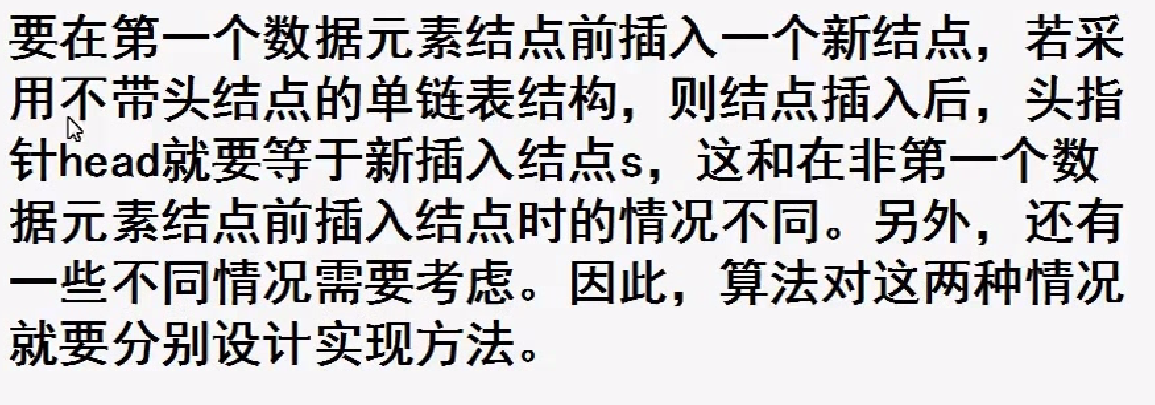 要在第一个数据元素结点前插入一个新结点，若采
用不带头结点的单链表结构，则结点插入后，头指
针head就要等于新插入结点s，这和在非第一个数
据元素结点前插入结点时的情况不同。另外，还有
一些不同情况需要考虑。因此，算法对这两种情况
就要分别设计实现方法。